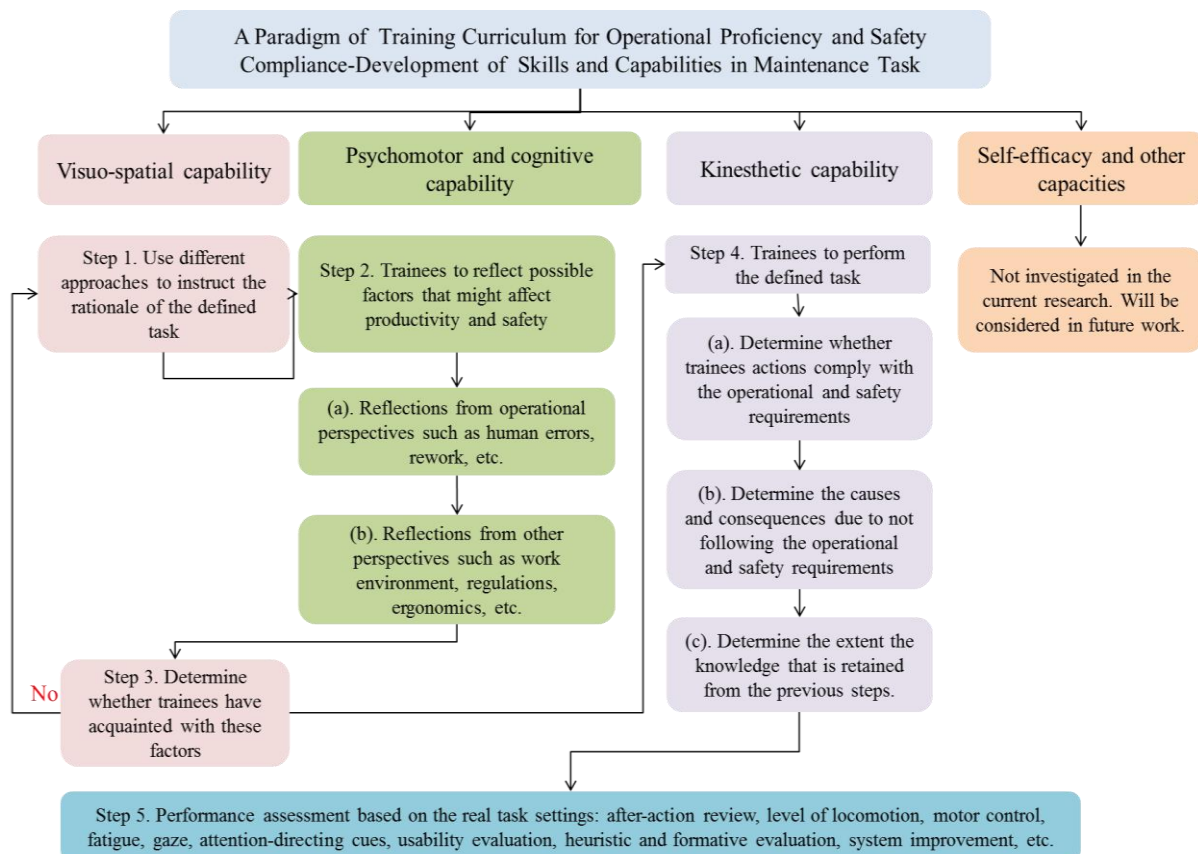 A Paradigm of Training Curriculum for Operational Proficiency and Safety
Compliance-Development of Skills and Capabilities in Maintenance Task
Visuo-spatial capability
Psychomotor and cognitive
capability
Kinesthetic capability
Self-efficacy and other
capacities
Step 1. Use different
approaches to instruct the
rationale of the defined
task
Step 2. Trainees to reflect possible
factors that might affect
productivity and safety
(a). Reflections from operational
perspectives such as human errors,
rework, etc.
(b). Reflections from other
perspectives such as work
environment, regulations,
ergonomics, etc.
No
Step 3. Determine
whether trainees have
acquainted with these
factors
Step 4. Trainees to perform
the defined task
(a). Determine whether
trainees actions comply with
the operational and safety
requirements
(b). Determine the causes
and consequences due to not
following the operational
and safety requirements
(c). Determine the extent the
knowledge that is retained
from the previous steps.
Not investigated in the
current research. Will be
considered in future work.
Step 5. Performance assessment based on the real task settings: after-action review, level of locomotion, motor control,
fatigue, gaze, attention-directing cues, usability evaluation, heuristic and formative evaluation, system improvement, etc.